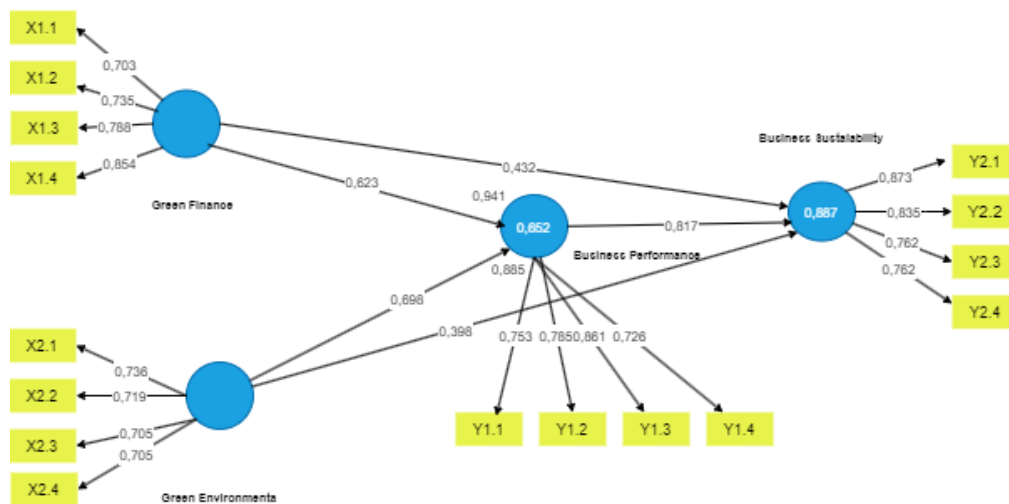 X1.1
0,703
X1.2
0,735
X1.3
0,788
X1.4
0,854
Green Finance
Business Sustalability
0,432
0,623
0,941
0,652
0,817
0,887
Business Performance
0,885
Y2.1
0,873
Y2.2
0,835
Y2.3
0,762
Y2.4
0,762
0,698
0,398
X2.1
0,736
X2.2
0,719
X2.3
0,705
X2.4
0,705
Green Environmenta
0,753
0,785
0,861
0,726
Y1.1
Y1.2
Y1.3
Y1.4